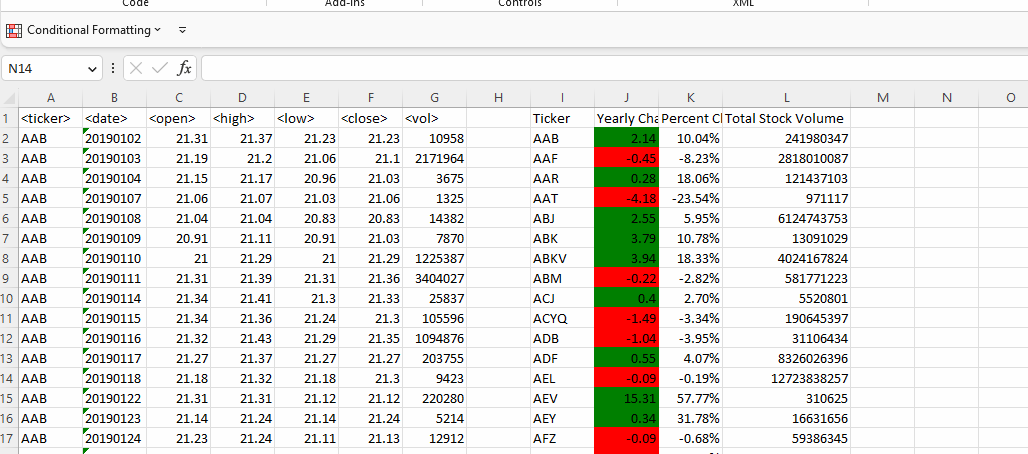 Code Add-ins Controls XML
Conditional Formatting
N14 fx
A B C D E F G H I J K L M N O
1 <ticker> <date> <open> <high> <low> <close> <vol> Ticker Yearly Cha Percent Cl Total Stock Volume
2 AAB 20190102 21.31 21.37 21.23 21.23 10958 AAB 2.14 10.04% 241980347
3 AAB 20190103 21.19 21.2 21.06 21.1 2171964 AAF -0.45 -8.23% 2818010087
4 AAB 20190104 21.15 21.17 20.96 21.03 3675 AAR 0.28 18.06% 121437103
5 AAB 20190107 21.06 21.07 21.03 21.06 1325 AAT -4.18 -23.54% 971117
6 AAB 20190108 21.04 21.04 20.83 20.83 14382 ABJ 2.55 5.95% 6124743753
7 AAB 20190109 20.91 21.11 20.91 21.03 7870 ABK 3.79 10.78% 13091029
8 AAB 20190110 21 21.29 21 21.29 1225387 ABKV 3.94 18.33% 4024167824
9 AAB 20190111 21.31 21.39 21.31 21.36 3404027 ABM -0.22 -2.82% 581771223
10 AAB 20190114 21.34 21.41 21.3 21.33 25837 ACJ 0.4 2.70% 5520801
11 AAB 20190115 21.34 21.36 21.24 21.3 105596 ACYQ -1.49 -3.34% 190645397
12 AAB 20190116 21.32 21.43 21.29 21.35 1094876 ADB -1.04 -3.95% 31106434
13 AAB 20190117 21.27 21.37 21.27 21.27 203755 ADF 0.55 4.07% 8326026396
14 AAB 20190118 21.18 21.32 21.18 21.3 9423 AEL -0.09 -0.19% 12723838257
15 AAB 20190122 21.31 21.31 21.12 21.12 220280 AEV 15.31 57.77% 310625
16 AAB 20190123 21.14 21.24 21.14 21.24 5214 AEY 0.34 31.78% 16631656
17 AAB 20190124 21.23 21.24 21.11 21.13 12912 AFZ -0.09 -0.68% 59386345